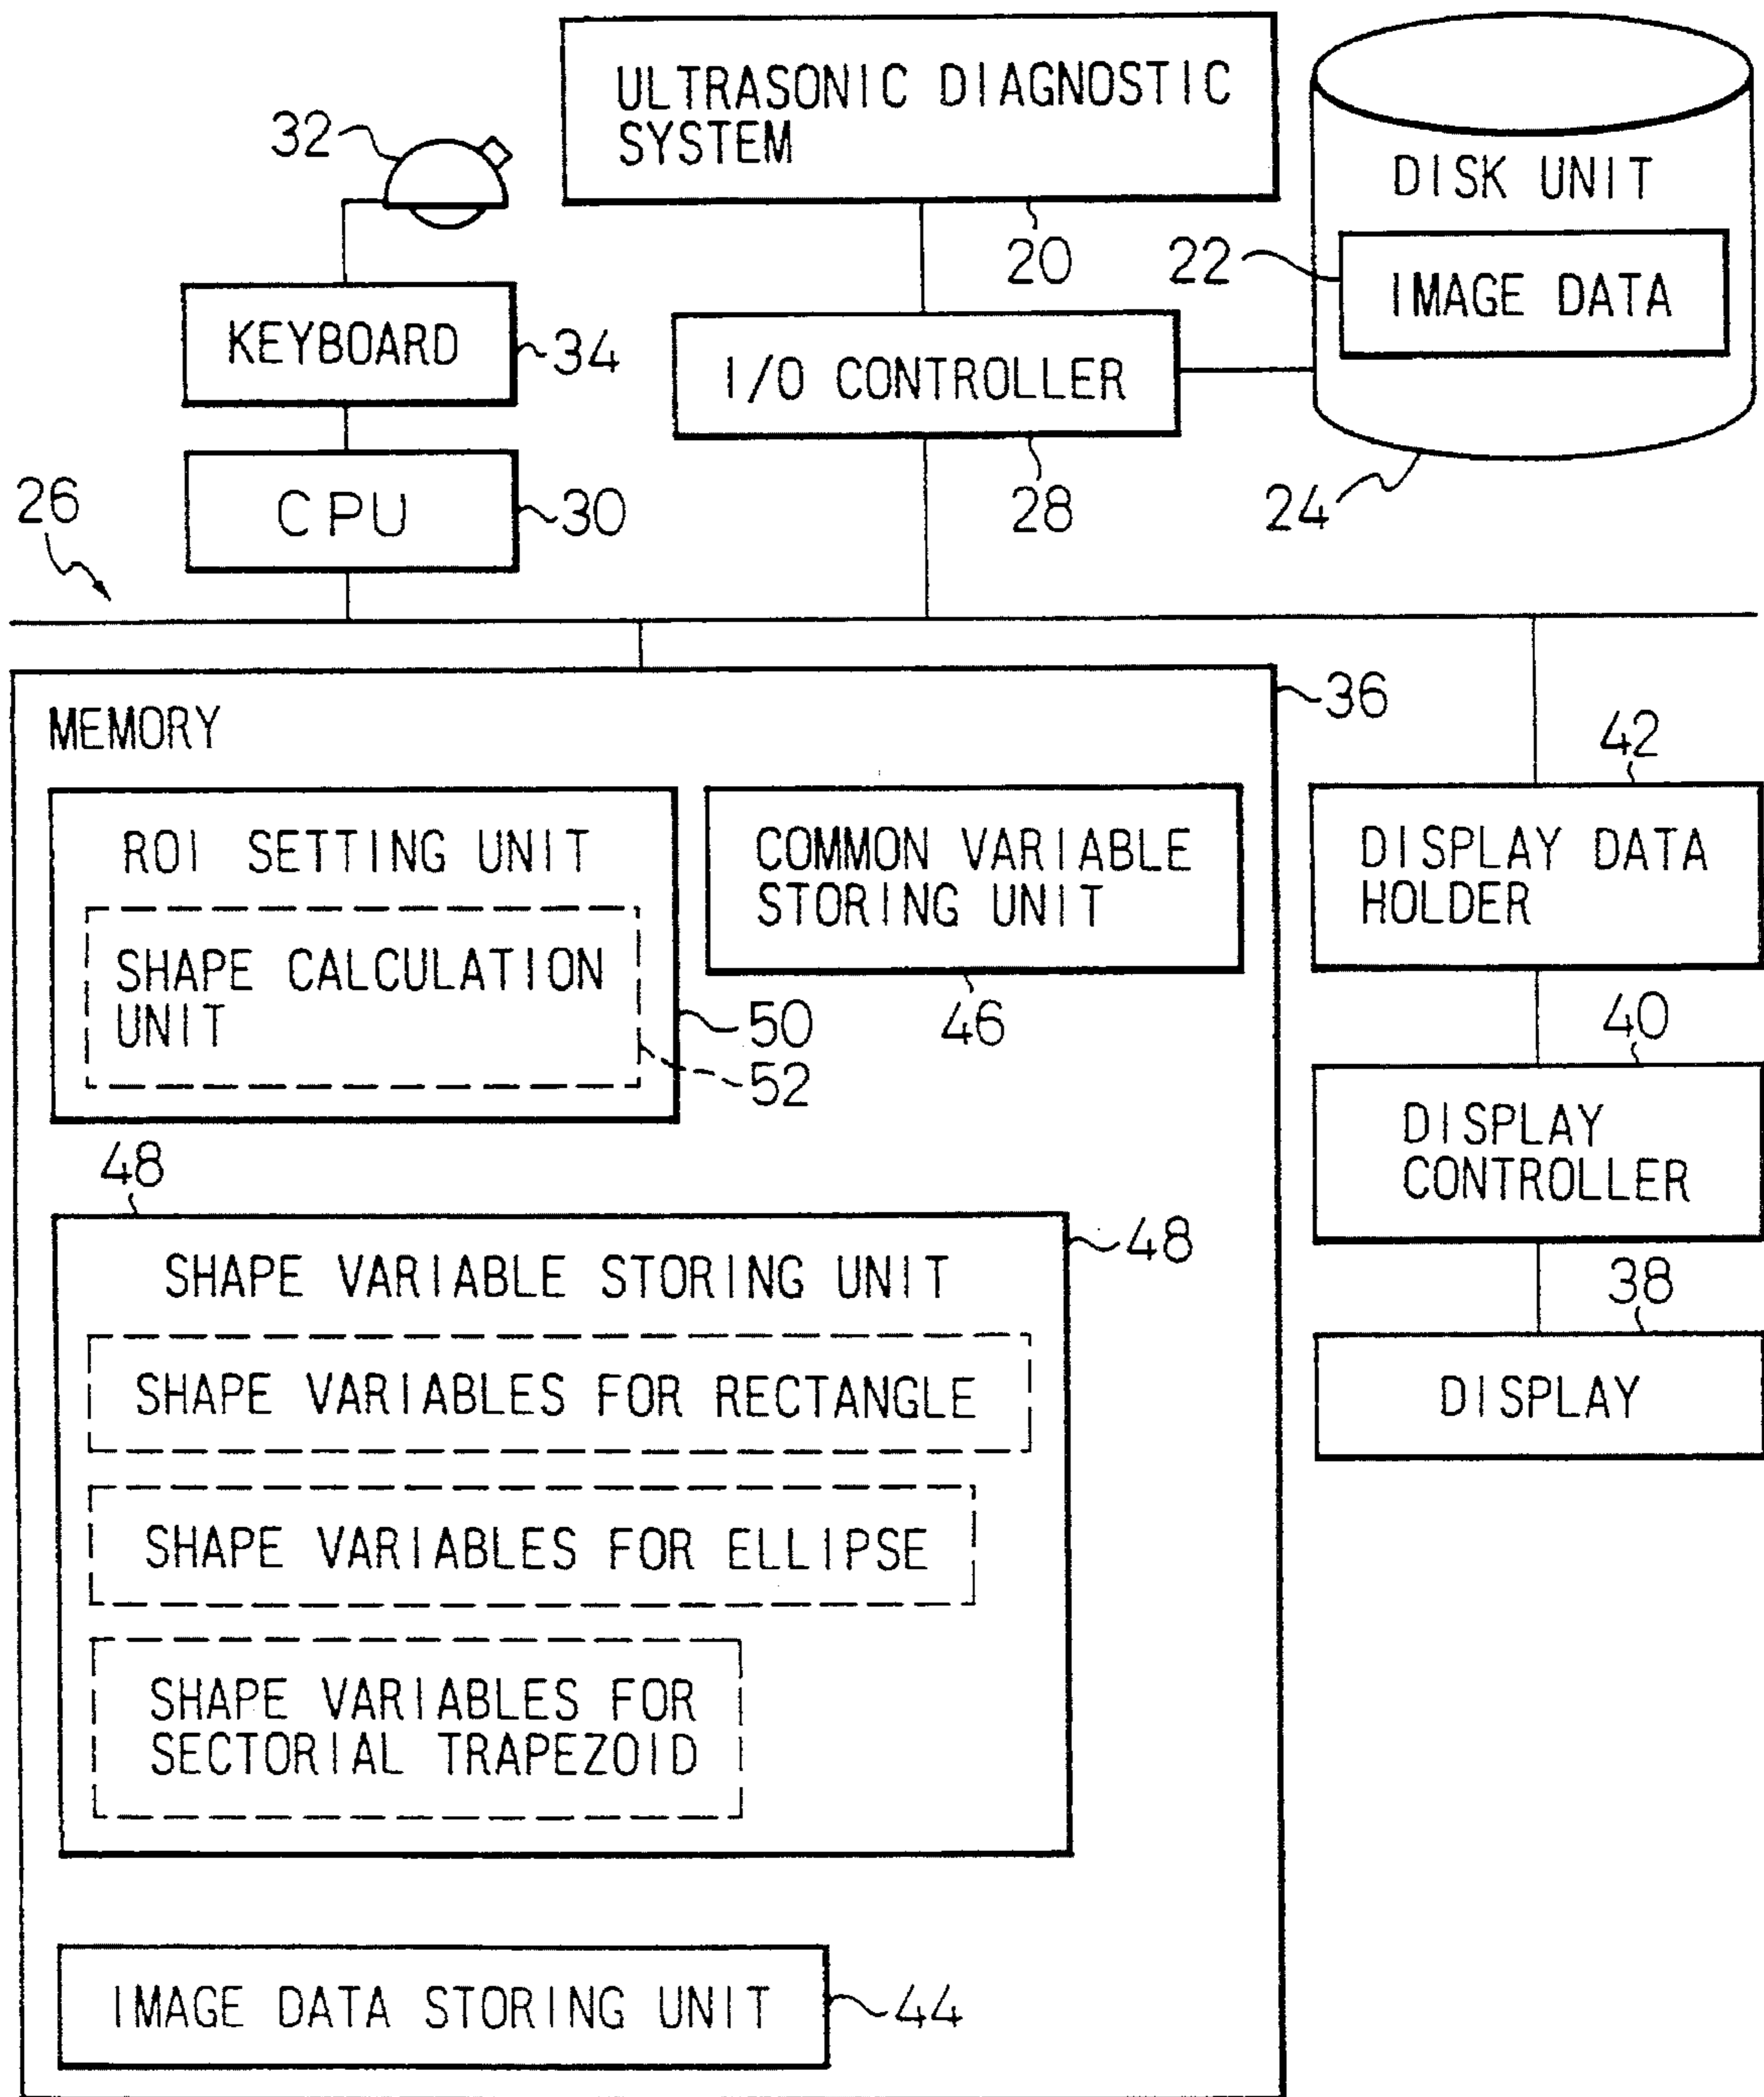 ULTRASONIC DIAGNOSTIC
SYSTEM
20
32
DISK UNIT
22
IMAGE DATA
24
KEYBOARD
34
I/O CONTROLLER
28
CPU
30
26
36
MEMORY
ROI SETTING UNIT
SHAPE CALCULATION
UNIT
50
52
COMMON VARIABLE
STORING UNIT
46
42
DISPLAY DATA
HOLDER
40
DISPLAY
CONTROLLER
38
DISPLAY
48
48
SHAPE VARIABLE STORING UNIT
SHAPE VARIABLES FOR RECTANGLE
SHAPE VARIABLES FOR ELLIPSE
SHAPE VARIABLES FOR
SECTORIAL TRAPEZOID
IMAGE DATA STORING UNIT
44